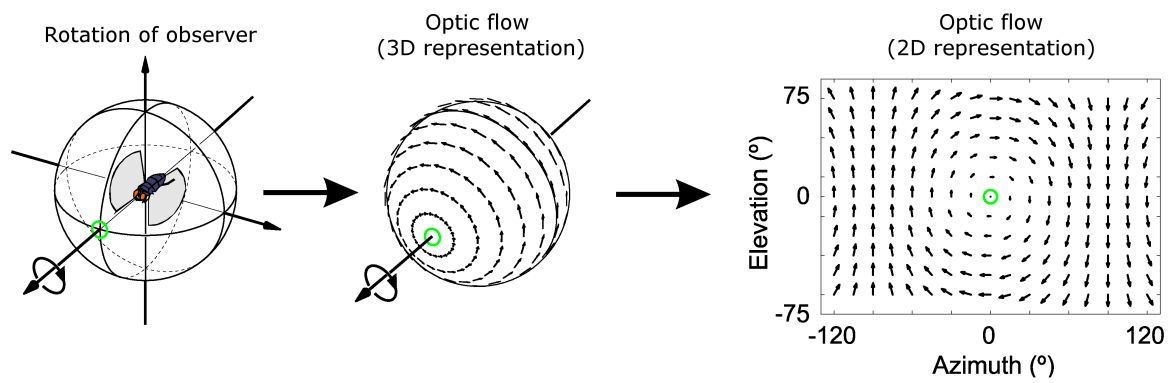 Rotation of observer
Optic flow
(3D representation)
Optic flow
(2D representation)
75
0
-75
Elevation (º)
-120
0
120
Azimuth (º)